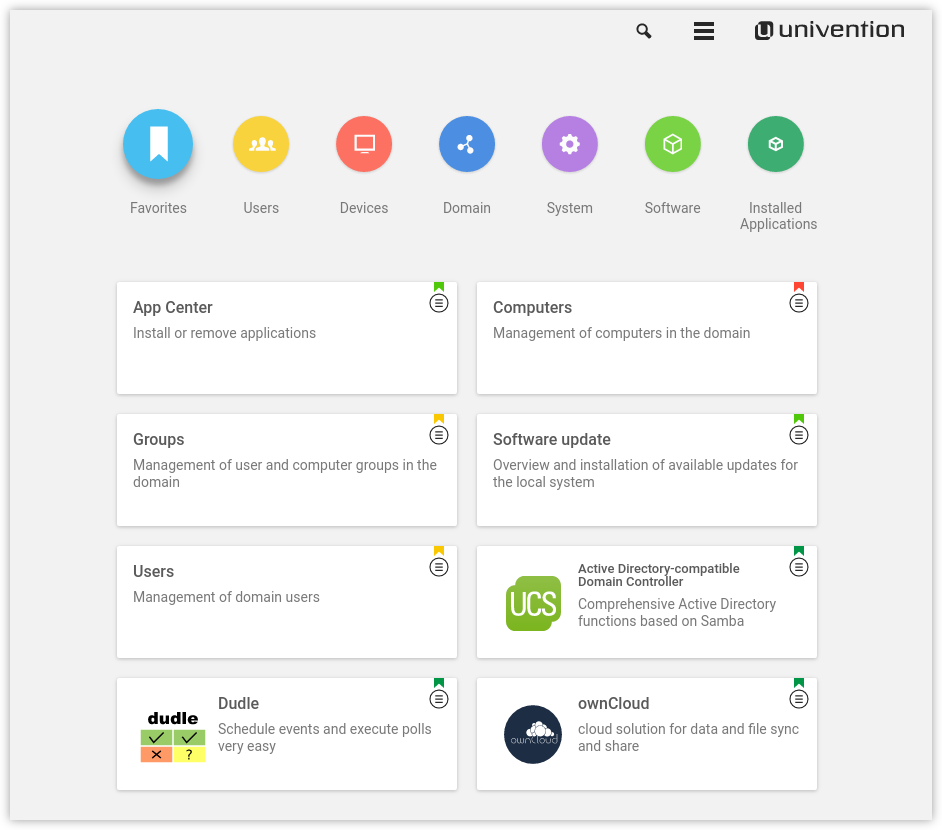 univention
Favorites
Users
Devices
Domain
System
Software
Installed
Applications
App Center
Install or remove applications
Computers
Management of computers in the domain
Groups
Management of user and computer groups in the
domain
Software update
Overview and installation of available updates for
the local system
Users
Management of domain users
UCS
Active Directory-compatible
Domain Controller
Comprehensive Active Directory
functions based on Samba
dudle
?
Dudle
Schedule events and execute polls
very easy
ownCloud
ownCloud
cloud solution for data and file sync
and share